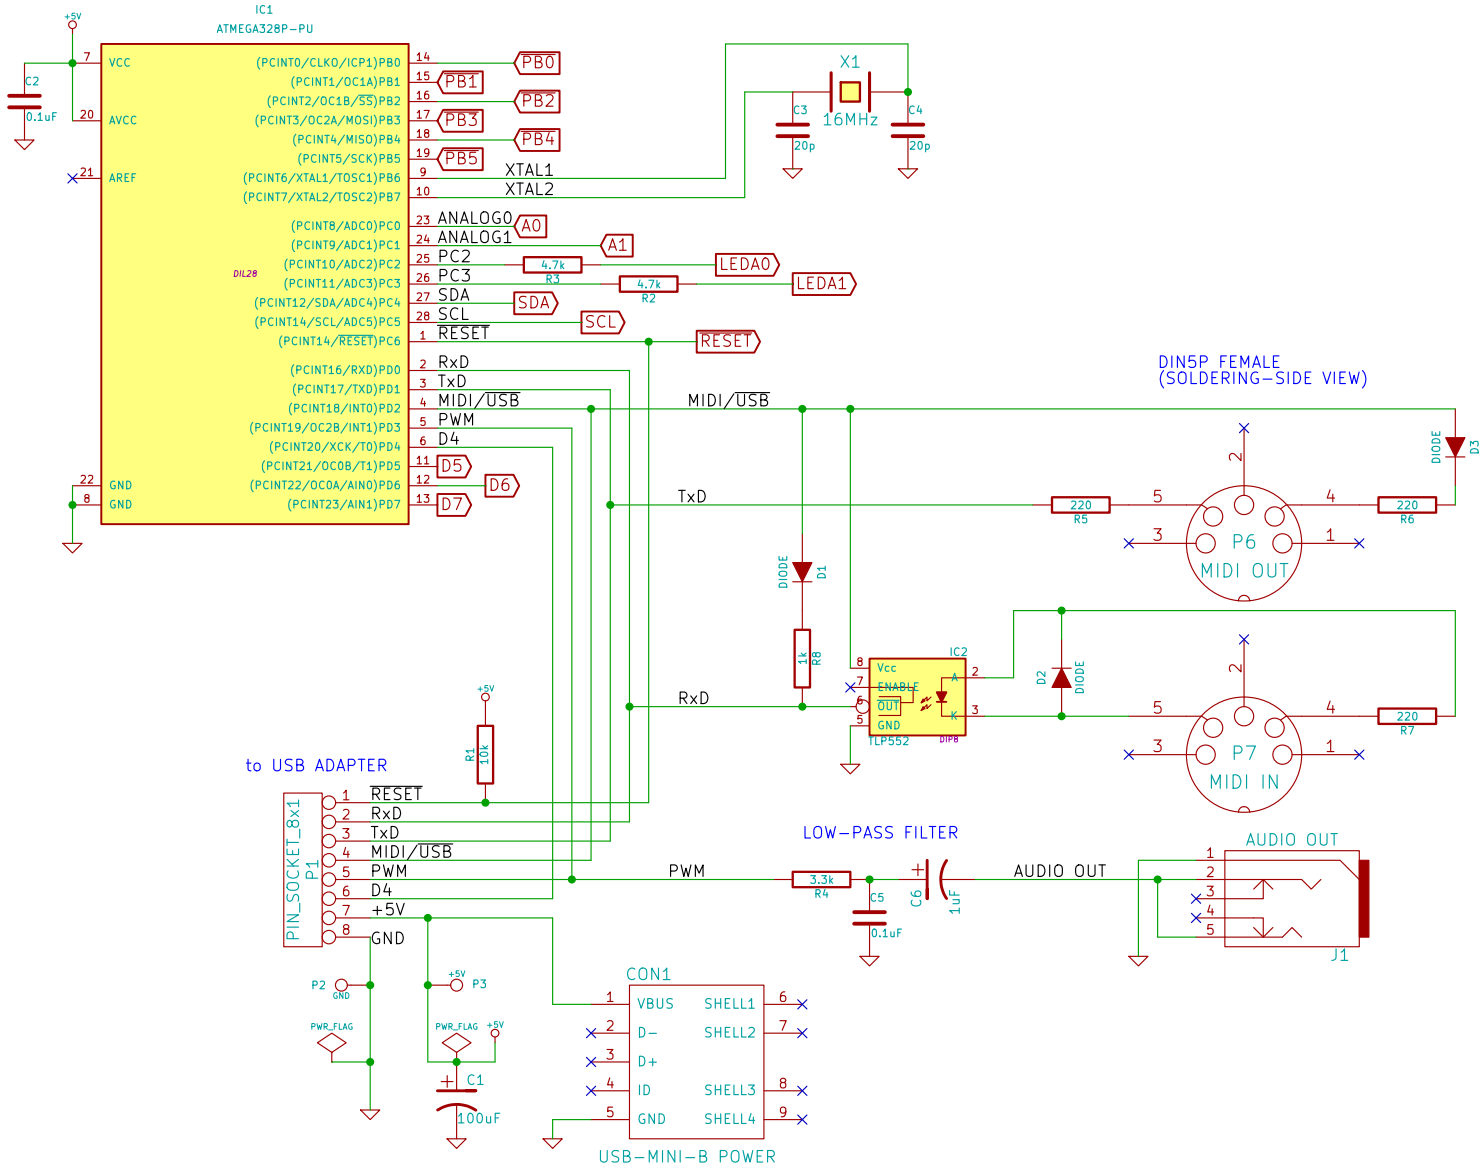 IC1
ATMEGA328P-PU
+5V
C2
0.1uF
7 VCC
20 AVCC
21 AREF
DIL28
22 GND
8 GND
(PCINT0/CLKO/ICP1)PB0 14 PB0
(PCINT1/OC1A)PB1 15 PB1
(PCINT2/OC1B/SS)PB2 16 PB2
(PCINT3/OC2A/MOSI)PB3 17 PB3
(PCINT4/MISO)PB4 18 PB4
(PCINT5/SCK)PB5 19 PB5
(PCINT6/XTAL1/TOSC1)PB6 9 XTAL1
(PCINT7/XTAL2/TOSC2)PB7 10 XTAL2
(PCINT8/ADC0)PC0 23 ANALOG0 A0
(PCINT9/ADC1)PC1 24 ANALOG1 A1
(PCINT10/ADC2)PC2 25 PC2 4.7k R3 LEDA0
(PCINT11/ADC3)PC3 26 PC3 4.7k R2 LEDA1
(PCINT12/SDA/ADC4)PC4 27 SDA SDA
(PCINT14/SCL/ADC5)PC5 28 SCL SCL
(PCINT14/RESET)PC6 1 RESET RESET
(PCINT16/RXD)PD0 2 RxD
(PCINT17/TXD)PD1 3 TxD
(PCINT18/INT0)PD2 4 MIDI/USB MIDI/USB
(PCINT19/OC2B/INT1)PD3 5 PWM
(PCINT20/XCK/T0)PD4 6 D4
(PCINT21/OC0B/T1)PD5 11 D5
(PCINT22/OC0A/AIN0)PD6 12 D6
(PCINT23/AIN1)PD7 13 D7
X1
16MHz
C3
20p
C4
20p
DIN5P FEMALE
(SOLDERING-SIDE VIEW)
DIODE D3
TxD
220
R5
2
5
4
3
1
P6
MIDI OUT
220
R6
DIODE D1
1k R8
RxD
IC2
8 Vcc
7 ENABLE
6 OUT
5 GND
A 2
K 3
TLP552
DIP8
D2 DIODE
2
5
4
3
1
P7
MIDI IN
220
R7
+5V
R1 10k
to USB ADAPTER
PIN_SOCKET_8x1
P1
1 RESET
2 RxD
3 TxD
4 MIDI/USB
5 PWM
6 D4
7 +5V
8 GND
PWM
LOW-PASS FILTER
3.3k
R4
C5
0.1uF
+
C6 1uF
AUDIO OUT
AUDIO OUT
1
2
3
4
5
J1
P2
GND
+5V
P3
PWR_FLAG
PWR_FLAG
+5V
+ C1
100uF
CON1
1 VBUS
2 D-
3 D+
4 ID
5 GND
SHELL1 6
SHELL2 7
SHELL3 8
SHELL4 9
USB-MINI-B POWER